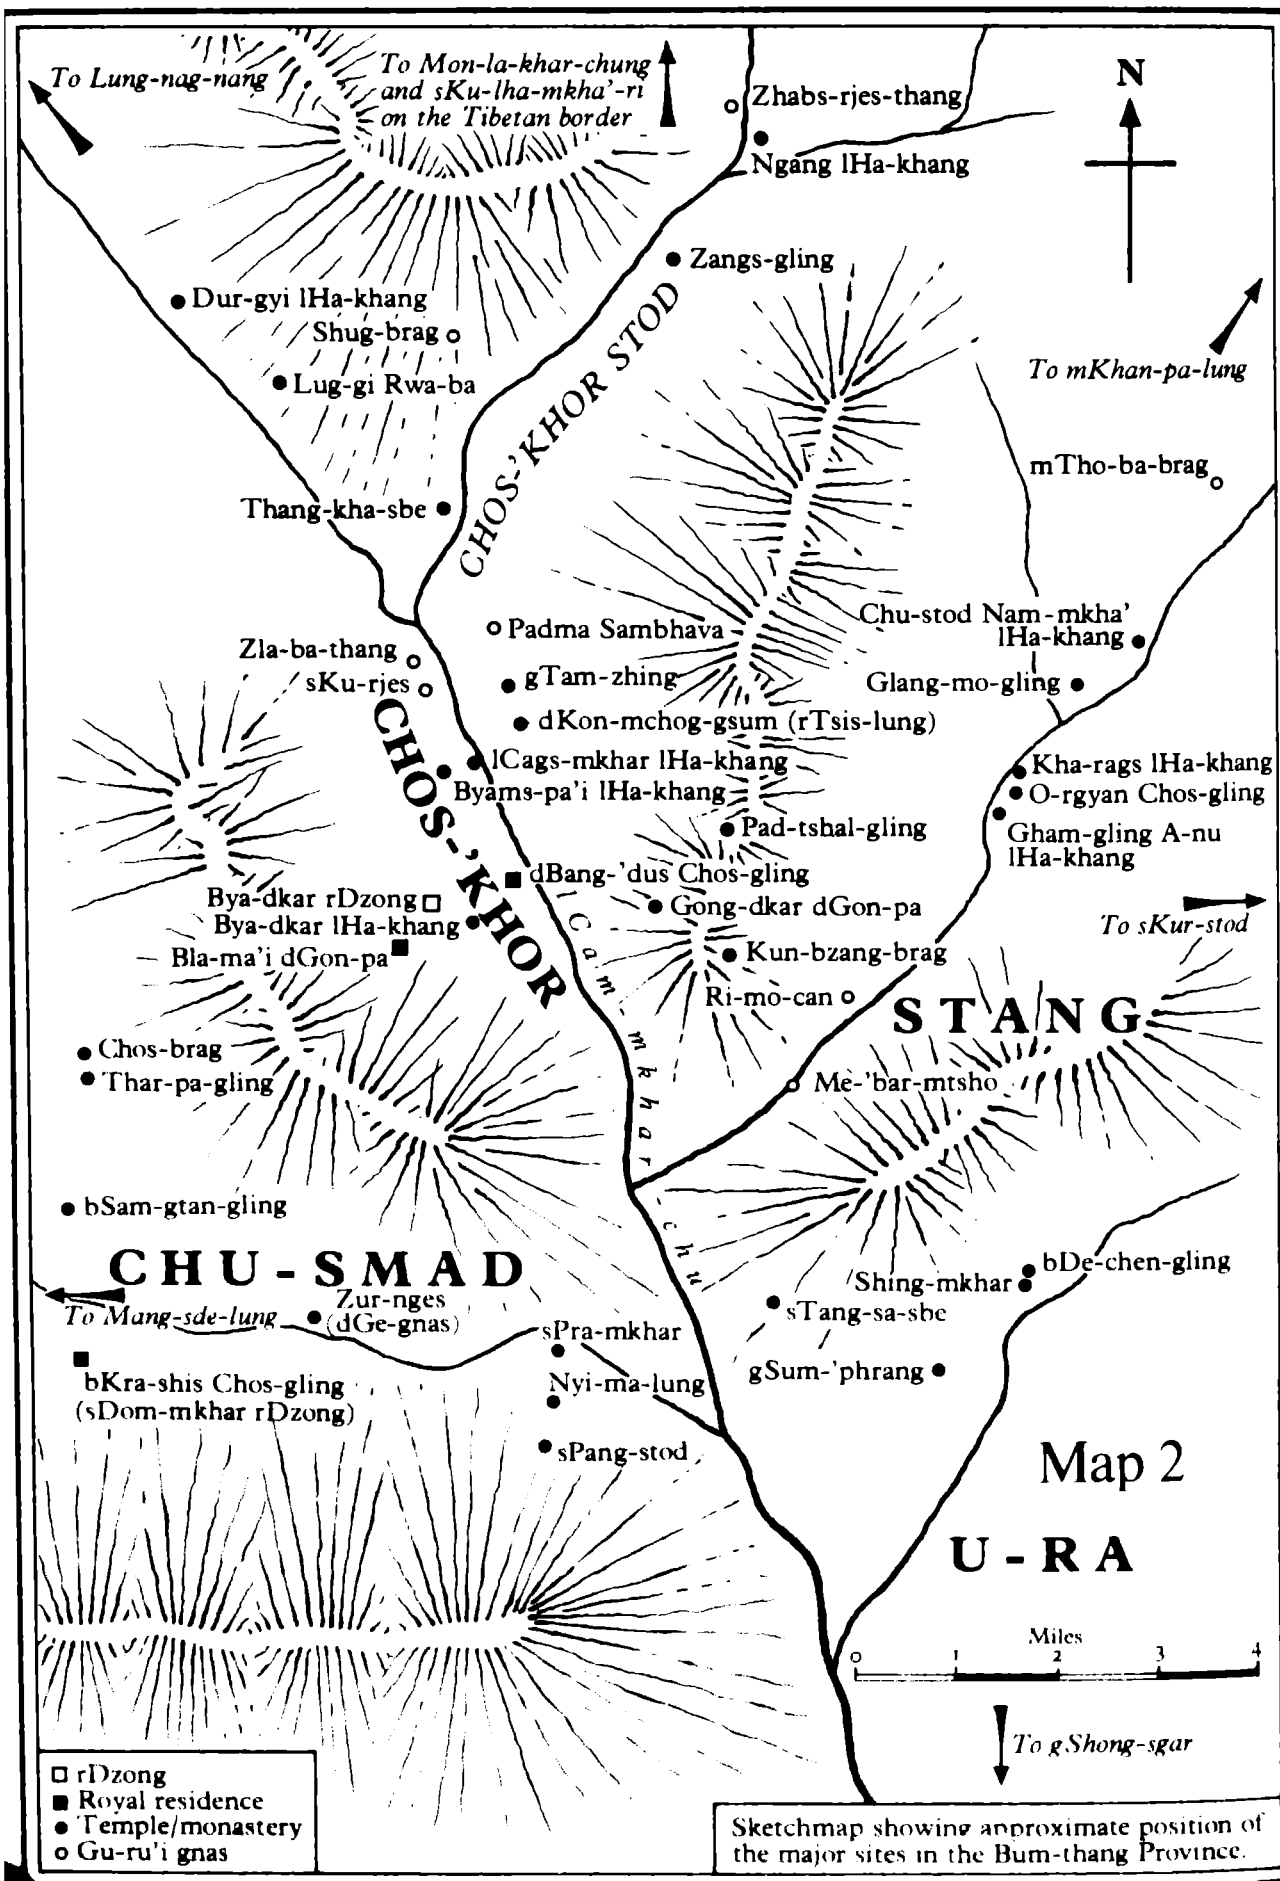 To Lung-nag-nang
To Mon-la-khar-chung
and sKu-lha-mkha'-ri
on the Tibetan border
Zhabs-rjes-thang
N
Ngang lHa-khang
Zangs-gling
Dur-gyi lHa-khang
Shug-brag
Lug-gi Rwa-ba
CHOS-'KHOR STOD
To mKhan-pa-lung
mTho-ba-brag
Thang-kha-sbe
Padma Sambhava
Chu-stod Nam-mkha'
lHa-khang
Zla-ba-thang
sKu-rjes
gTam-zhing
Glang-mo-gling
dKon-mchog-gsum (rTsis-lung)
CHOS-'KHOR
lCags-mkhar lHa-khang
Byams-pa'i lHa-khang
Kha-rags lHa-khang
O-rgyan Chos-gling
Gham-gling A-nu
lHa-khang
Pad-tshal-gling
dBang-'dus Chos-gling
Bya-dkar rDzong
Bya-dkar lHa-khang
Bla-ma'i dGon-pa
Gong-dkar dGon-pa
To sKur-stod
Kun-bzang-brag
Ri-mo-can
STANG
lCam-mkhar-chu
Chos-brag
Thar-pa-gling
Me-'bar-mtsho
bSam-gtan-gling
CHU-SMAD
bDe-chen-gling
Shing-mkhar
sTang-sa-sbe
To Mang-sde-lung
Zur-nges
(dGe-gnas)
sPra-mkhar
gSum-'phrang
bKra-shis Chos-gling
(sDom-mkhar rDzong)
Nyi-ma-lung
sPang-stod
Map 2
U-RA
Miles
0 1 2 3 4
To gShong-sgar
rDzong
Royal residence
Temple/monastery
Gu-ru'i gnas
Sketchmap showing approximate position of
the major sites in the Bum-thang Province.